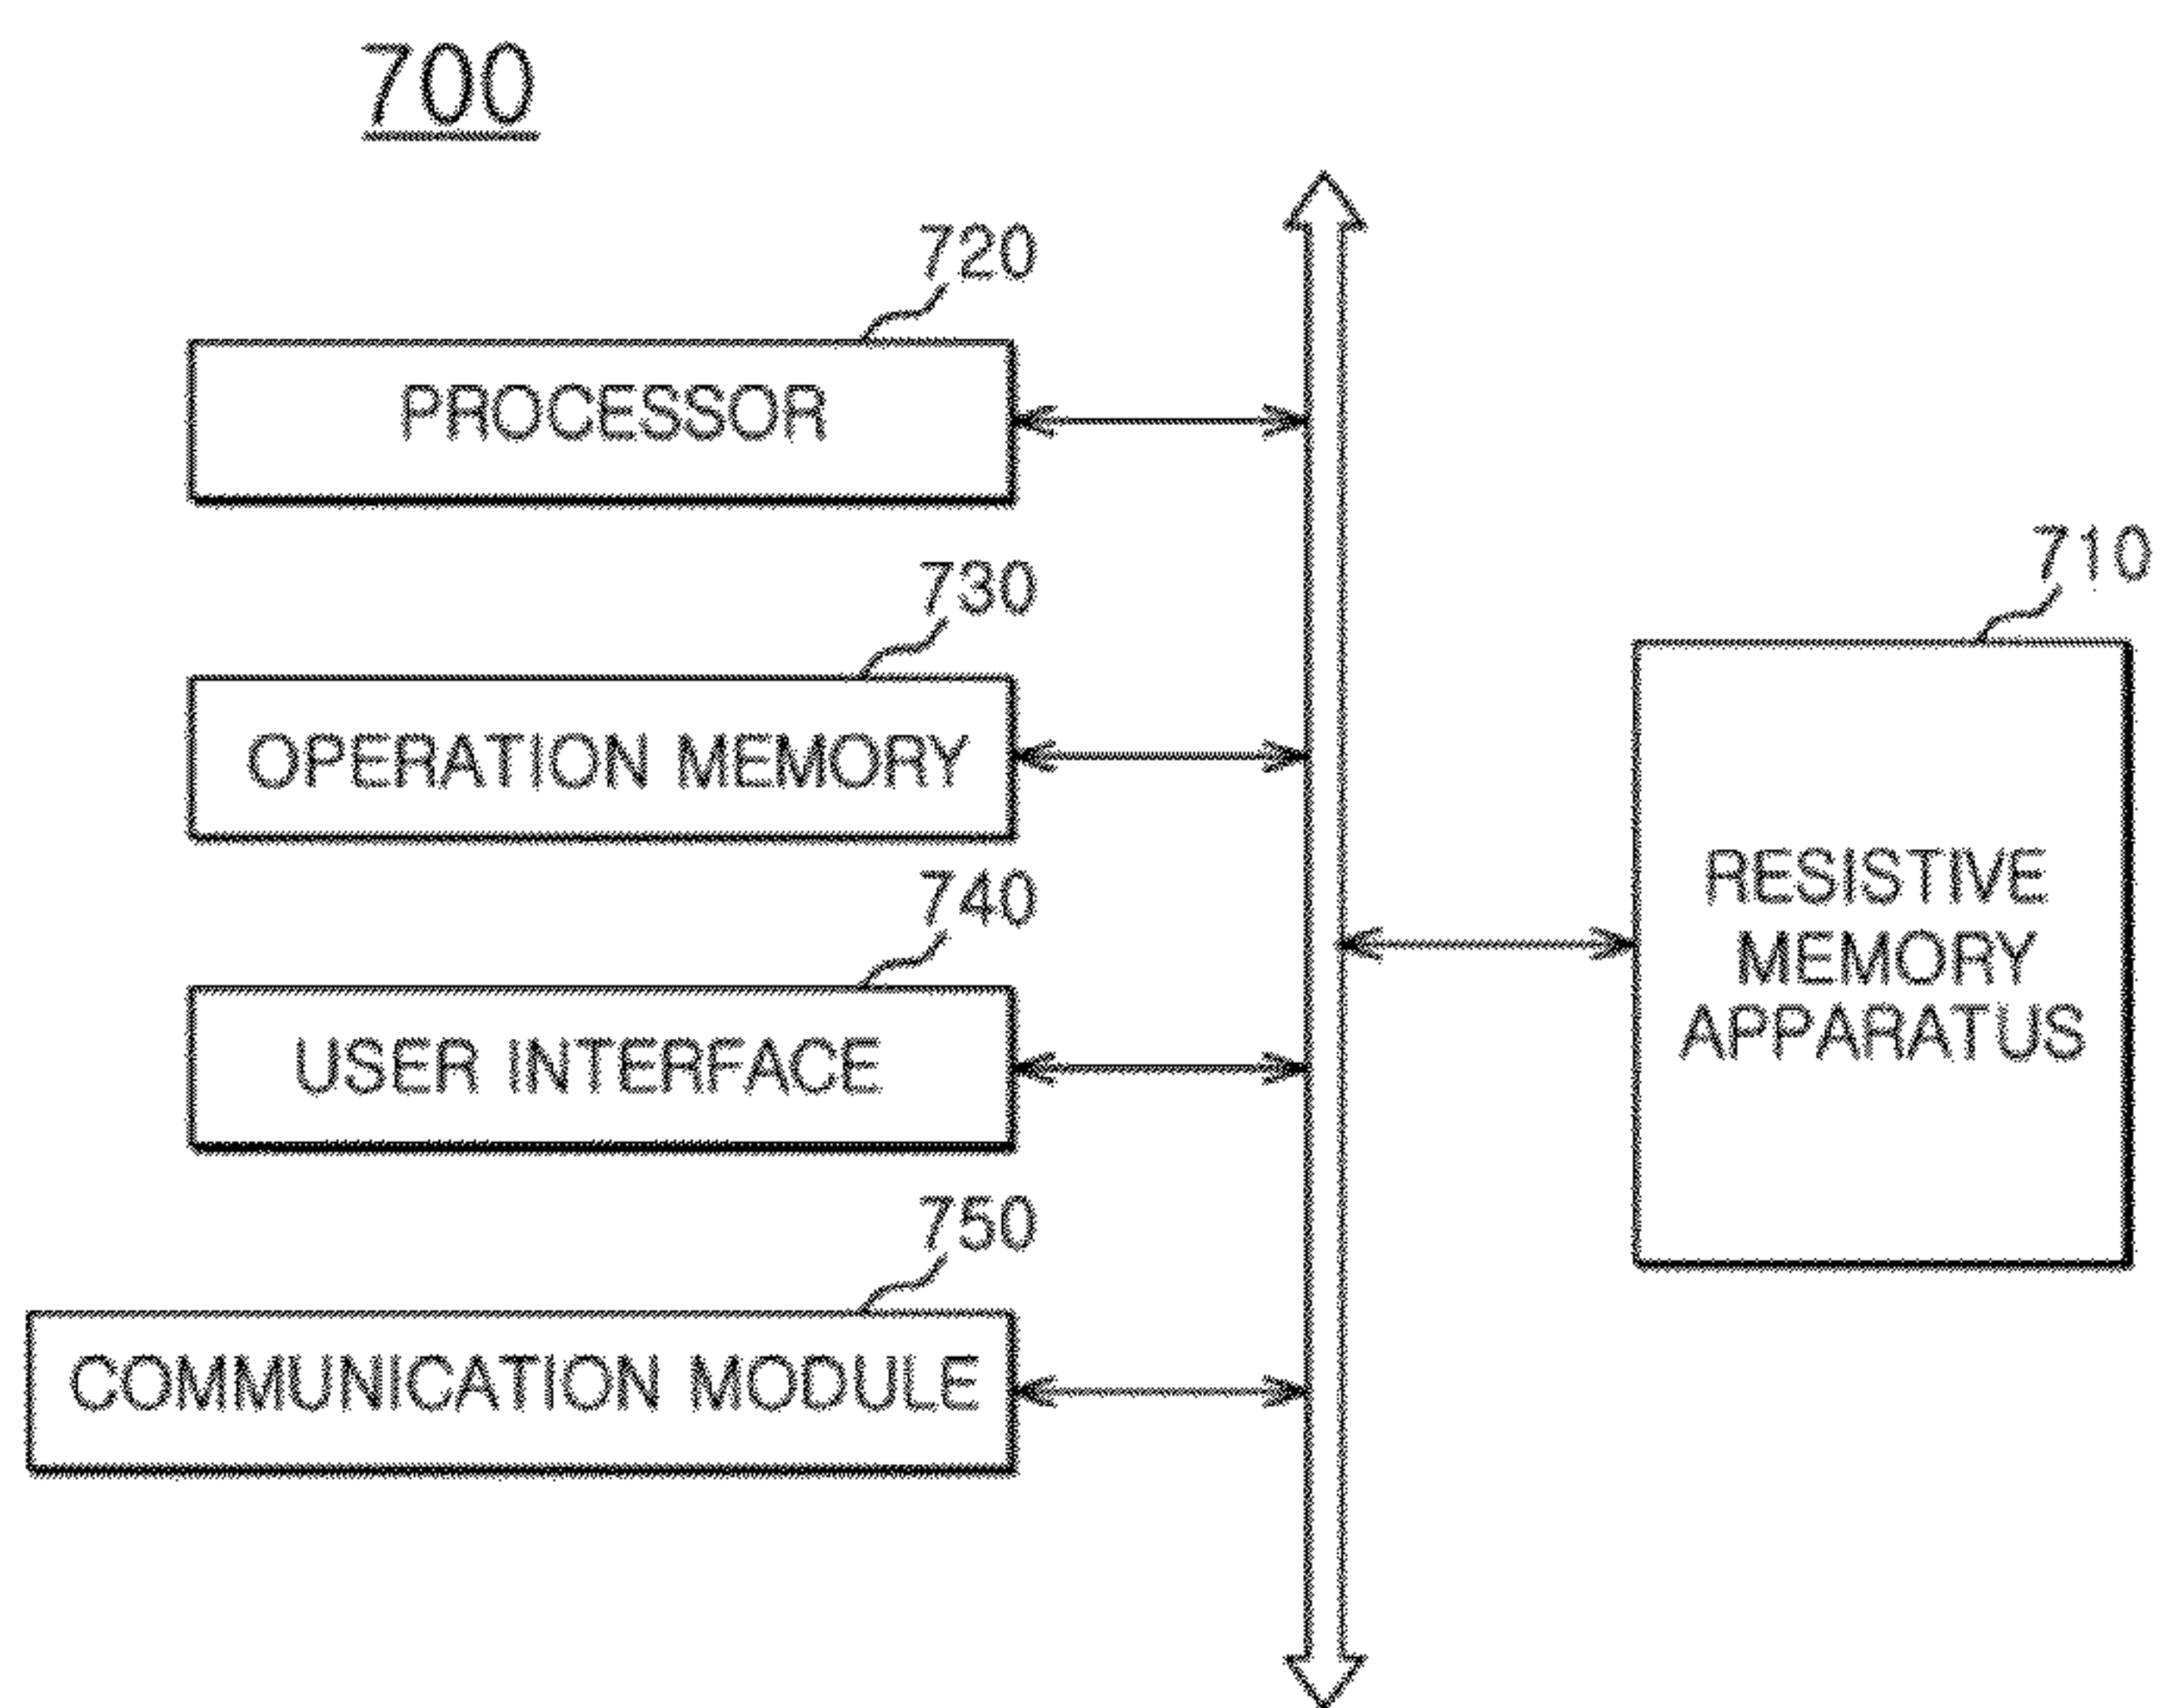 700
720
PROCESSOR
730
OPERATION MEMORY
740
USER INTERFACE
750
COMMUNICATION MODULE
710
RESISTIVE
MEMORY
APPARATUS